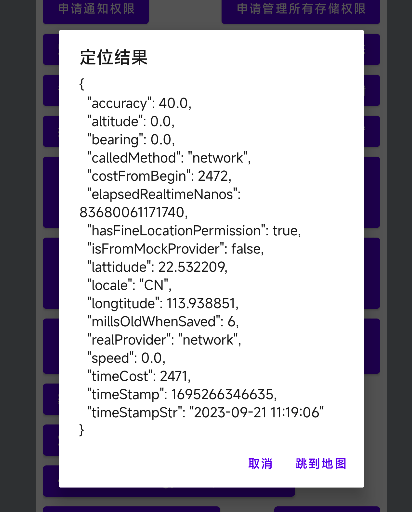 申请通知权限
申请管理所有存储权限
定位结果
{
"accuracy": 40.0,
"altitude": 0.0,
"bearing": 0.0,
"calledMethod": "network",
"costFromBegin": 2472,
"elapsedRealtimeNanos":
83680061171740,
"hasFineLocationPermission": true,
"isFromMockProvider": false,
"lattidude": 22.532209,
"locale": "CN",
"longtitude": 113.938851,
"millsOldWhenSaved": 6,
"realProvider": "network",
"speed": 0.0,
"timeCost": 2471,
"timeStamp": 1695266346635,
"timeStampStr": "2023-09-21 11:19:06"
}
取消
跳到地图